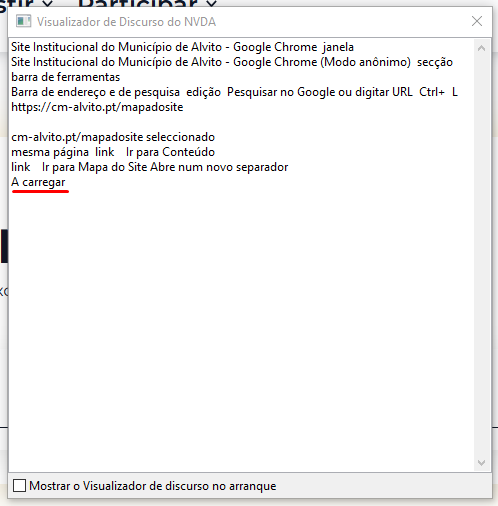 Participar
Visualizador de Discurso do NVDA
Site Institucional do Município de Alvito - Google Chrome  janela
Site Institucional do Município de Alvito - Google Chrome (Modo anônimo)  secção
barra de ferramentas
Barra de endereço e de pesquisa  edição  Pesquisar no Google ou digitar URL  Ctrl+  L
https://cm-alvito.pt/mapadosite
cm-alvito.pt/mapadosite seleccionado
mesma página  link    Ir para Conteúdo
link    Ir para Mapa do Site Abre num novo separador
A carregar
Mostrar o Visualizador de discurso no arranque